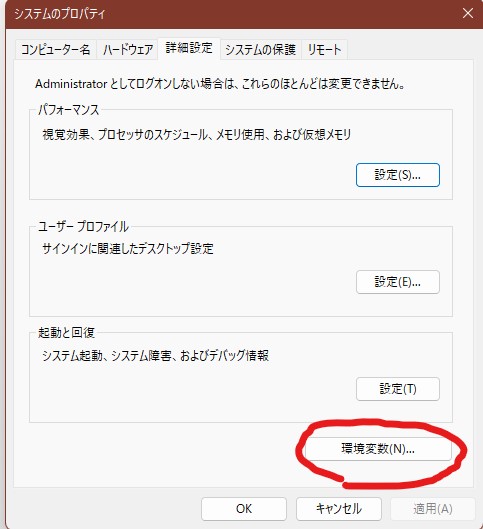 システムのプロパティ
コンピューター名 ハードウェア 詳細設定 システムの保護 リモート
Administrator としてログオンしない場合は、これらのほとんどは変更できません。
パフォーマンス
視覚効果、プロセッサのスケジュール、メモリ使用、および仮想メモリ
設定(S)...
ユーザー プロファイル
サインインに関連したデスクトップ設定
設定(E)...
起動と回復
システム起動、システム障害、およびデバッグ情報
設定(T)
環境変数(N)...
OK キャンセル 適用(A)